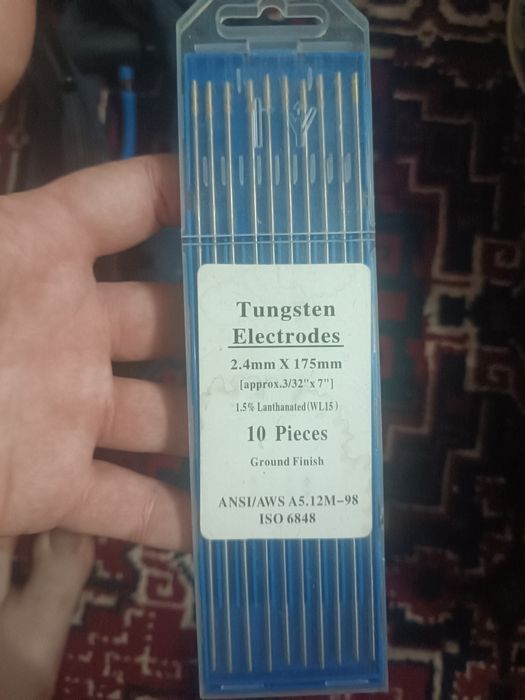 Tungsten
Electrodes
2.4mm X 175mm
[approx.3/32"x 7"]
1.5% Lanthanated(WL15)
10 Pieces
Ground Finish
ANSI/AWS A5.12M-98
ISO 6848